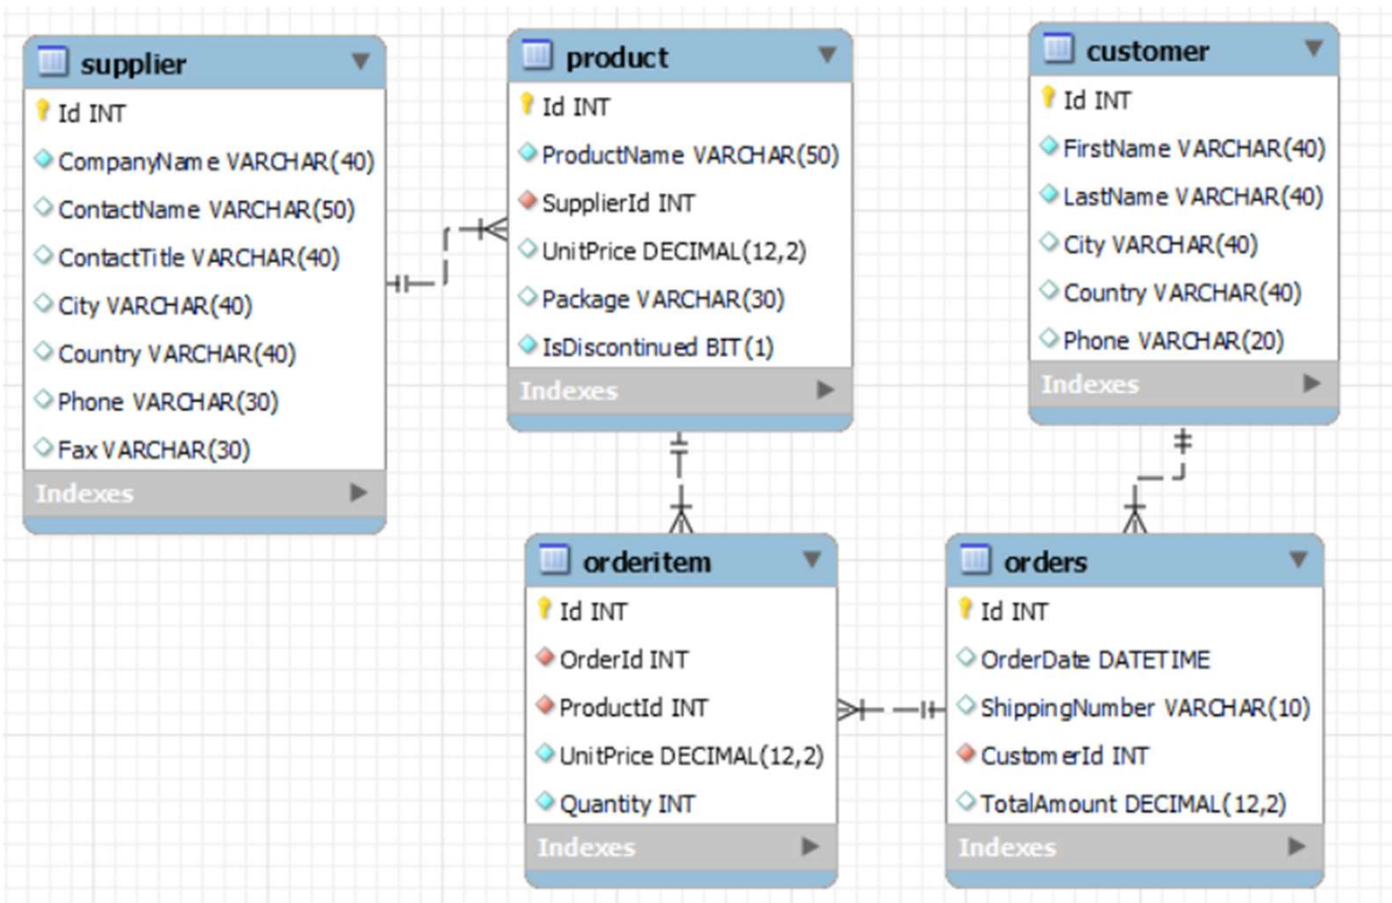 supplier
Id INT
CompanyName VARCHAR(40)
ContactName VARCHAR(50)
ContactTitle VARCHAR(40)
City VARCHAR(40)
Country VARCHAR(40)
Phone VARCHAR(30)
Fax VARCHAR(30)
Indexes
product
Id INT
ProductName VARCHAR(50)
SupplierId INT
UnitPrice DECIMAL(12,2)
Package VARCHAR(30)
IsDiscontinued BIT(1)
Indexes
customer
Id INT
FirstName VARCHAR(40)
LastName VARCHAR(40)
City VARCHAR(40)
Country VARCHAR(40)
Phone VARCHAR(20)
Indexes
orderitem
Id INT
OrderId INT
ProductId INT
UnitPrice DECIMAL(12,2)
Quantity INT
Indexes
orders
Id INT
OrderDate DATETIME
ShippingNumber VARCHAR(10)
CustomerId INT
TotalAmount DECIMAL(12,2)
Indexes